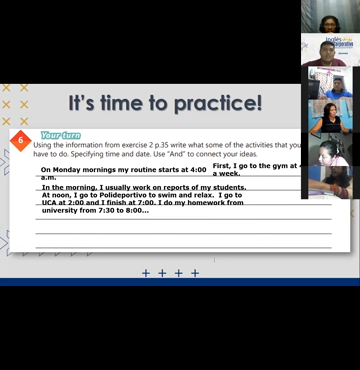 It's time to practice!
Inglés
Corporativo
Your turn
6
Using the information from exercise 2 p.35 write what some of the activities that you
have to do. Specifying time and date. Use "And" to connect your ideas.
On Monday mornings my routine starts at 4:00
a.m.
First, I go to the gym at 4
a week.
In the morning, I usually work on reports of my students.
At noon, I go to Polideportivo to swim and relax. I go to
UCA at 2:00 and I finish at 7:00. I do my homework from
university from 7:30 to 8:00...